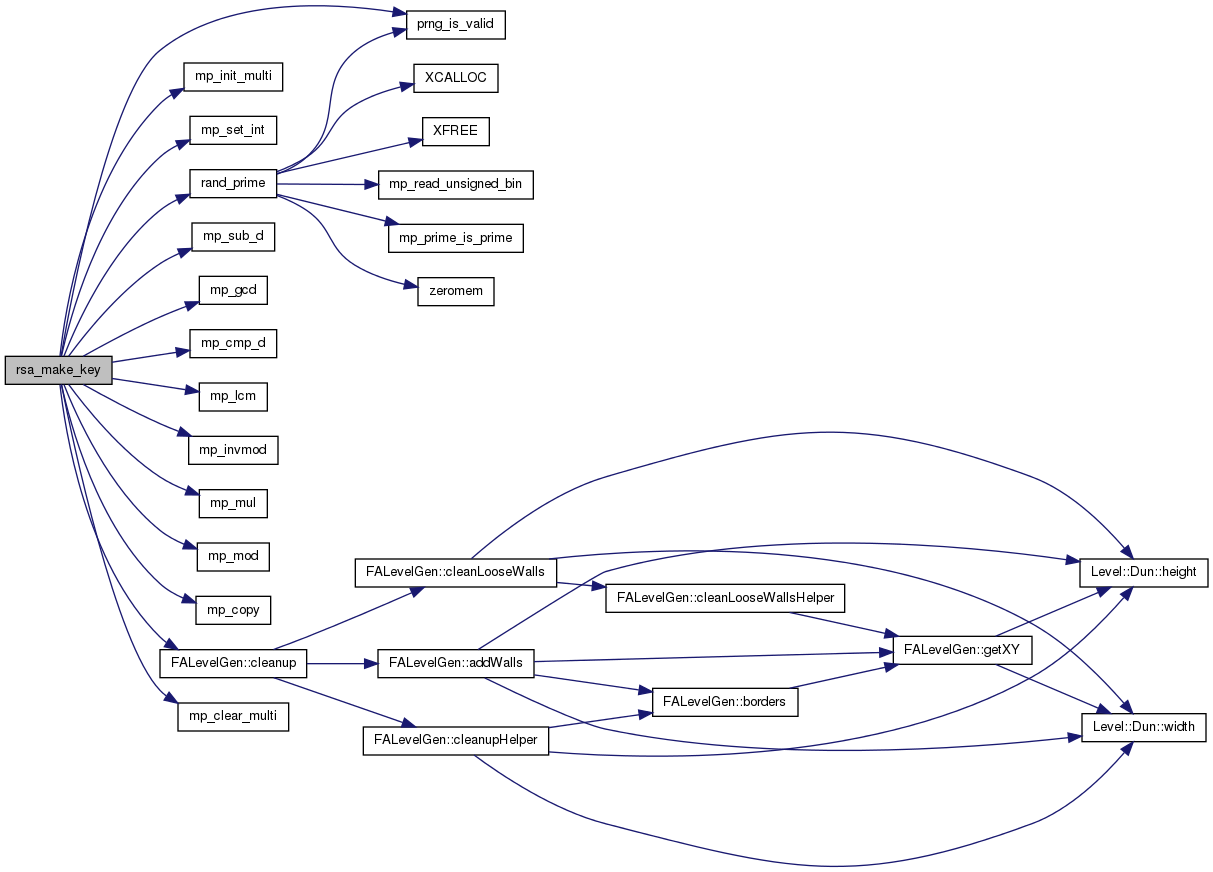 prng_is_valid
mp_init_multi
XCALLOC
mp_set_int
XFREE
rand_prime
mp_read_unsigned_bin
mp_sub_d
mp_prime_is_prime
mp_gcd
zeromem
mp_cmp_d
rsa_make_key
mp_lcm
mp_invmod
mp_mul
mp_mod
FALevelGen::cleanLooseWalls
Level::Dun::height
FALevelGen::cleanLooseWallsHelper
mp_copy
FALevelGen::getXY
FALevelGen::cleanup
FALevelGen::addWalls
FALevelGen::borders
mp_clear_multi
Level::Dun::width
FALevelGen::cleanupHelper